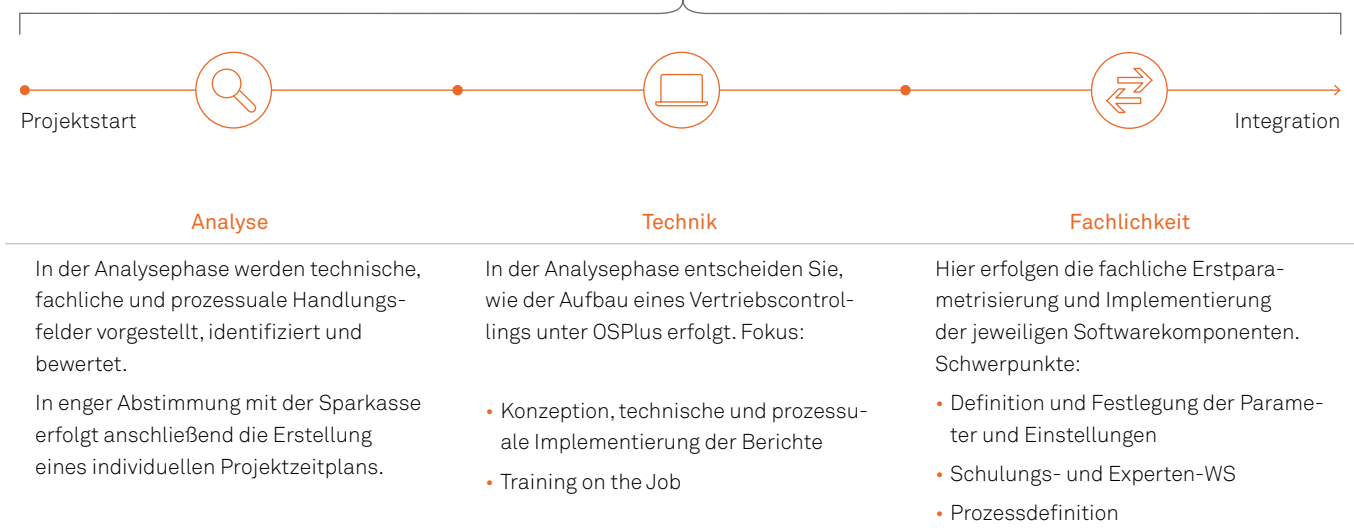 Projektstart
Integration
Analyse
In der Analysephase werden technische,
fachliche und prozessuale Handlungs-
felder vorgestellt, identifiziert und
bewertet.
In enger Abstimmung mit der Sparkasse
erfolgt anschließend die Erstellung
eines individuellen Projektzeitplans.
Technik
In der Analysephase entscheiden Sie,
wie der Aufbau eines Vertriebscontrol-
lings unter OSPlus erfolgt. Fokus:
• Konzeption, technische und prozessu-
ale Implementierung der Berichte
• Training on the Job
Fachlichkeit
Hier erfolgen die fachliche Erstpara-
metrisierung und Implementierung
der jeweiligen Softwarekomponenten.
Schwerpunkte:
• Definition und Festlegung der Parame-
ter und Einstellungen
• Schulungs- und Experten-WS
• Prozessdefinition